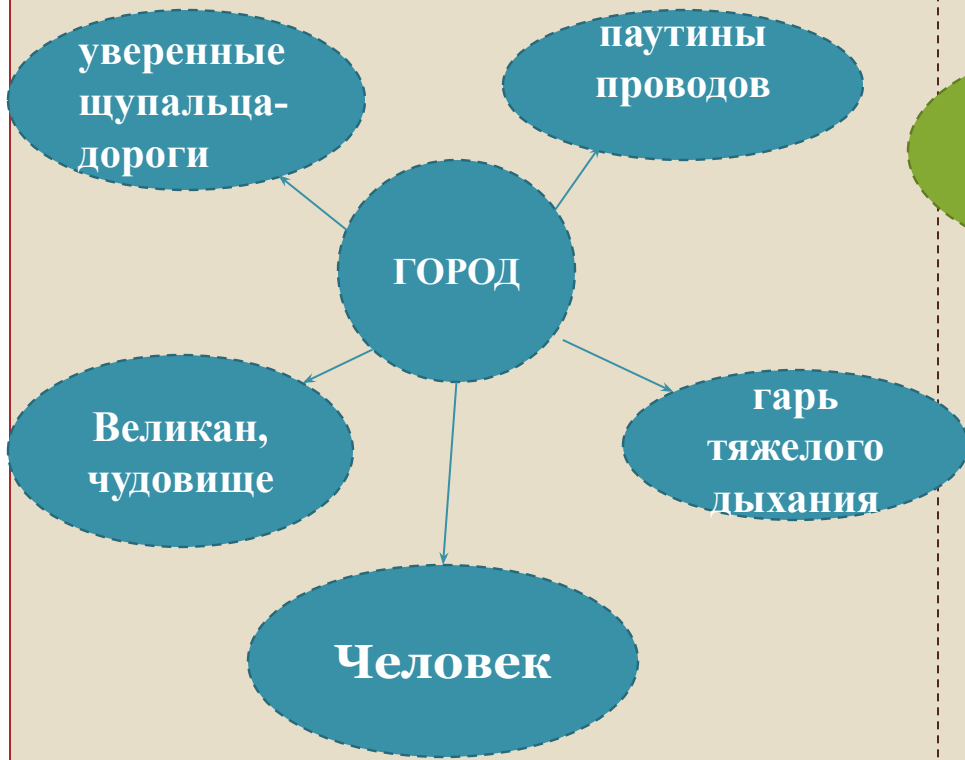 уверенные
щупальца-
дороги
паутины
проводов
ГОРОД
Великан,
чудовище
гарь
тяжелого
дыхания
Человек